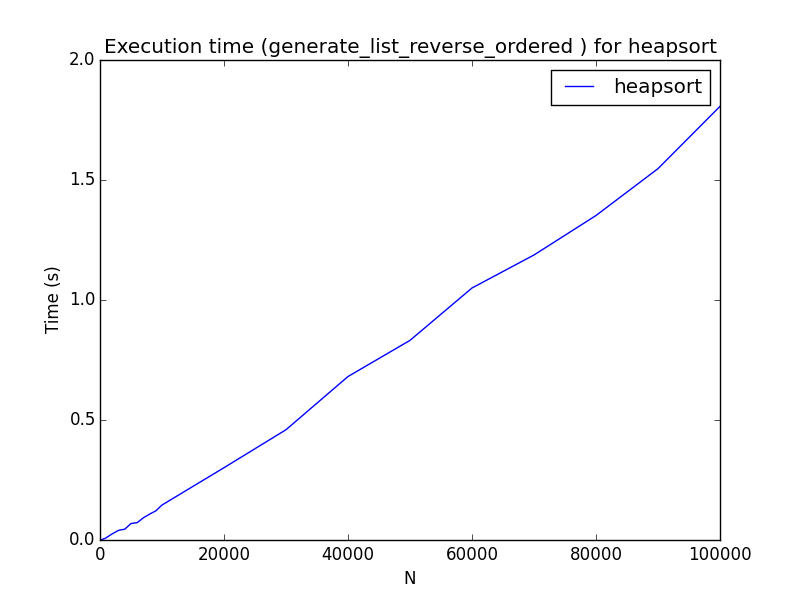 Execution time (generate_list_reverse_ordered ) for heapsort
heapsort
2.0
1.5
1.0
0.5
0.0
Time (s)
0 20000 40000 60000 80000 100000
N